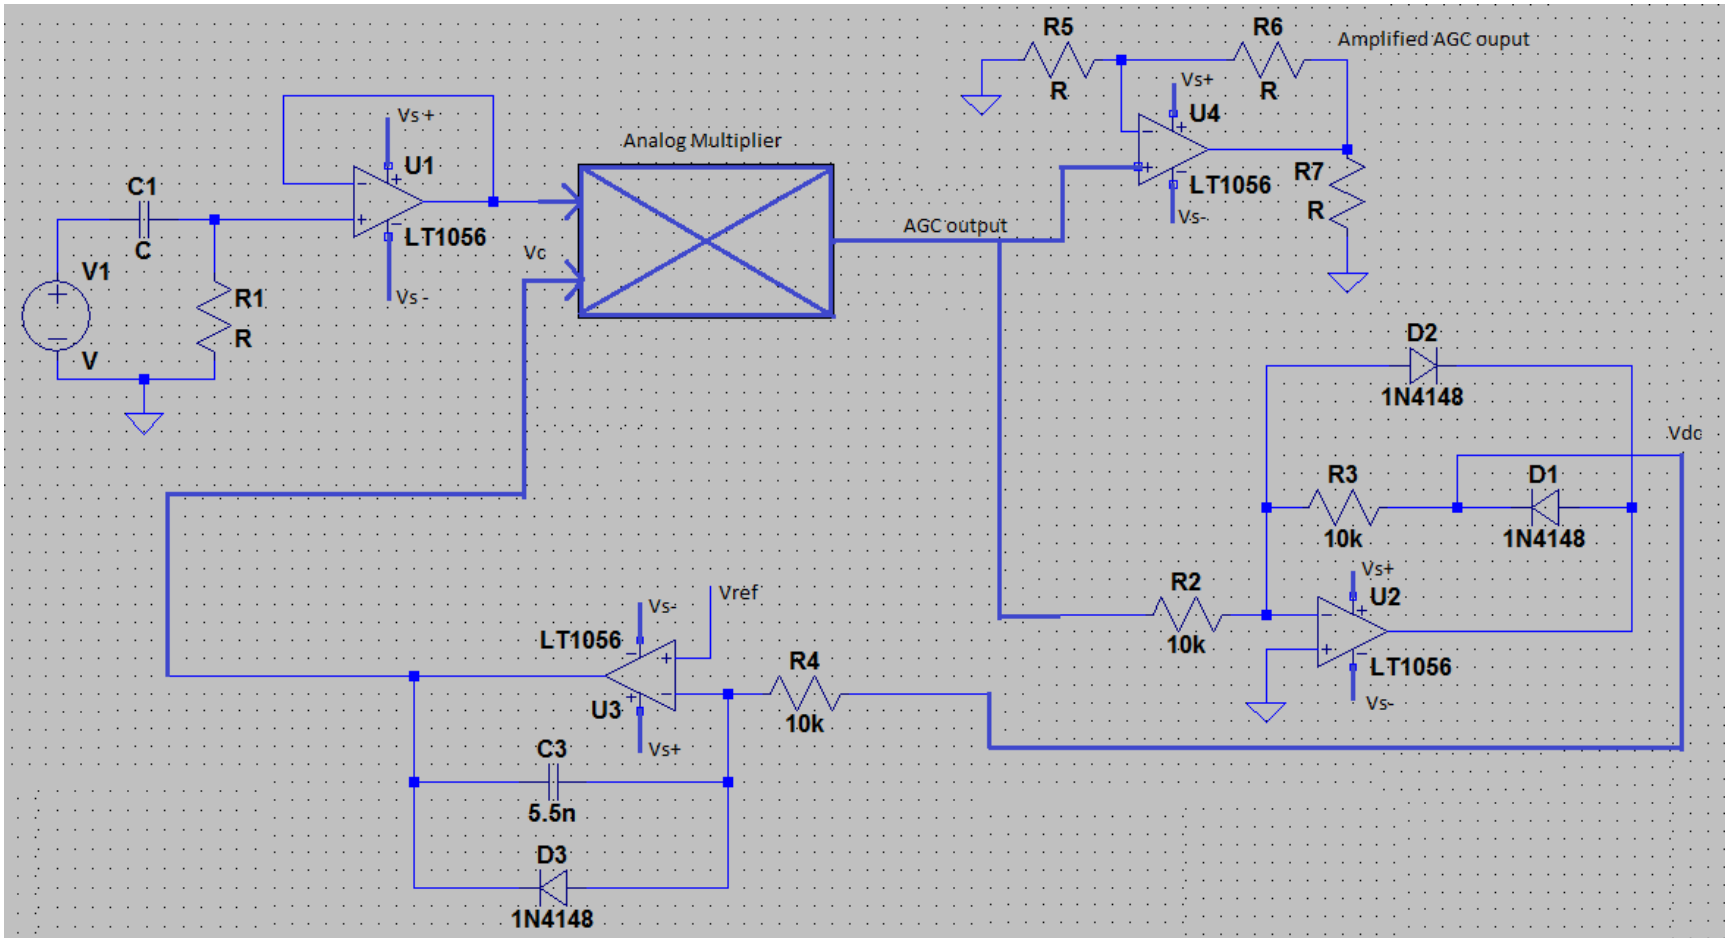 R5
R6
Amplified AGC ouput
Vs+
R
R
U4
Vs+
Analog Multiplier
U1
R7
C1
LT1056
R
AGC output
Vs-
C
LT1056
Vc
V1
Vs -
R1
R
D2
V
1N4148
Vdc
R3
D1
10k
1N4148
Vs+
R2
U2
Vref
Vs-
LT1056
10k
R4
LT1056
Vs-
U3
10k
Vs+
C3
5.5n
D3
1N4148